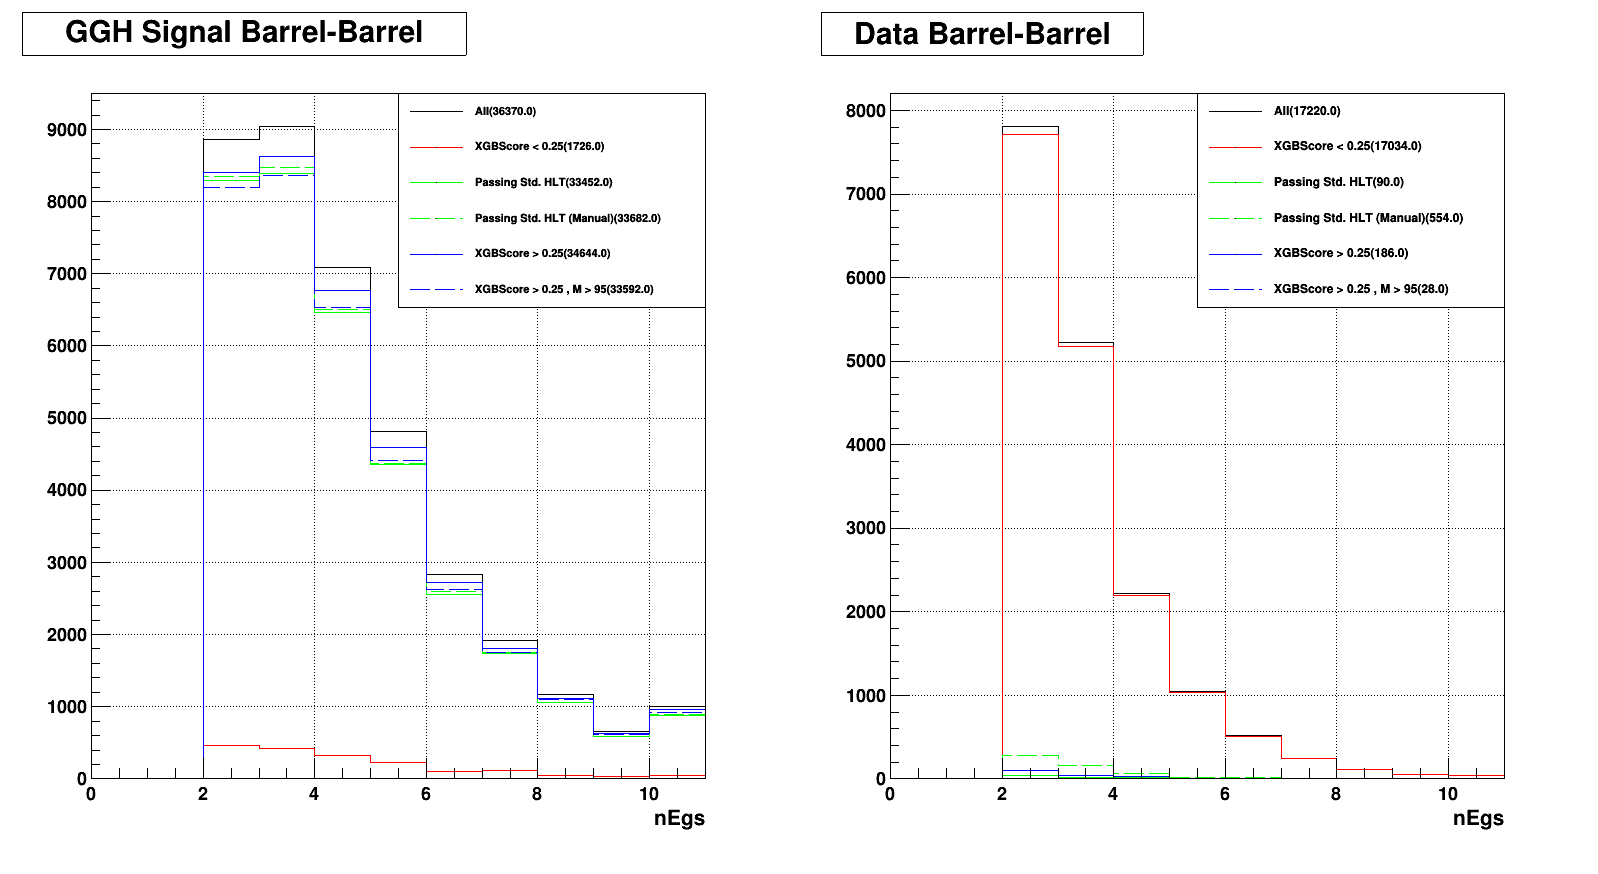 GGH Signal Barrel-Barrel
All(36370.0)
XGBScore < 0.25(1726.0)
Passing Std. HLT(33452.0)
Passing Std. HLT (Manual)(33682.0)
XGBScore > 0.25(34644.0)
XGBScore > 0.25 , M > 95(33592.0)
9000
8000
7000
6000
5000
4000
3000
2000
1000
0
0 2 4 6 8 10
nEgs
Data Barrel-Barrel
All(17220.0)
XGBScore < 0.25(17034.0)
Passing Std. HLT(90.0)
Passing Std. HLT (Manual)(554.0)
XGBScore > 0.25(186.0)
XGBScore > 0.25 , M > 95(28.0)
8000
7000
6000
5000
4000
3000
2000
1000
0
0 2 4 6 8 10
nEgs